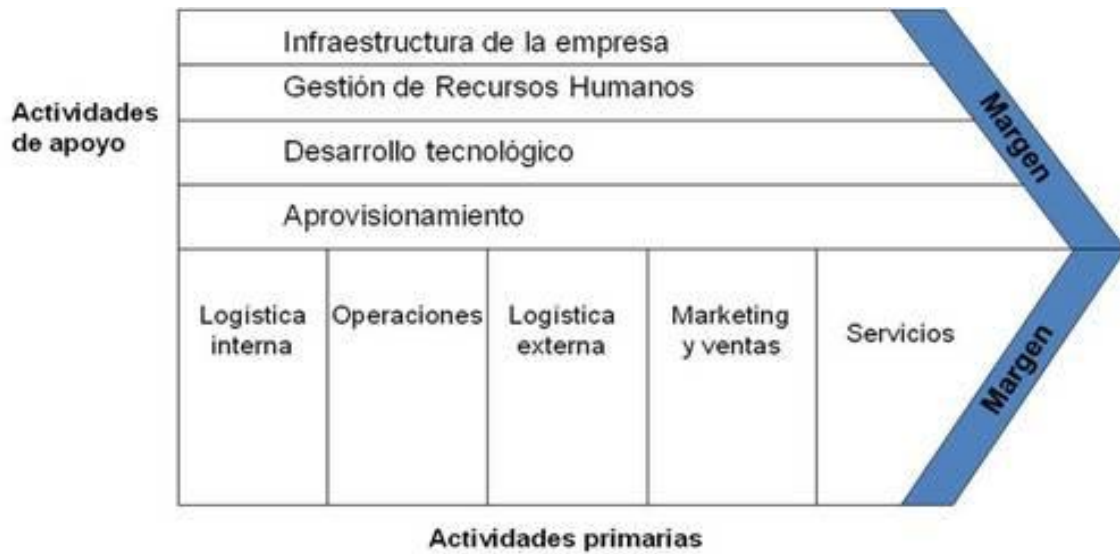 Infraestructura de la empresa
Gestión de Recursos Humanos
Actividades
de apoyo
Desarrollo tecnológico
Aprovisionamiento
Margen
Logística
interna
Operaciones
Logística
externa
Marketing
y ventas
Servicios
Margen
Actividades primarias